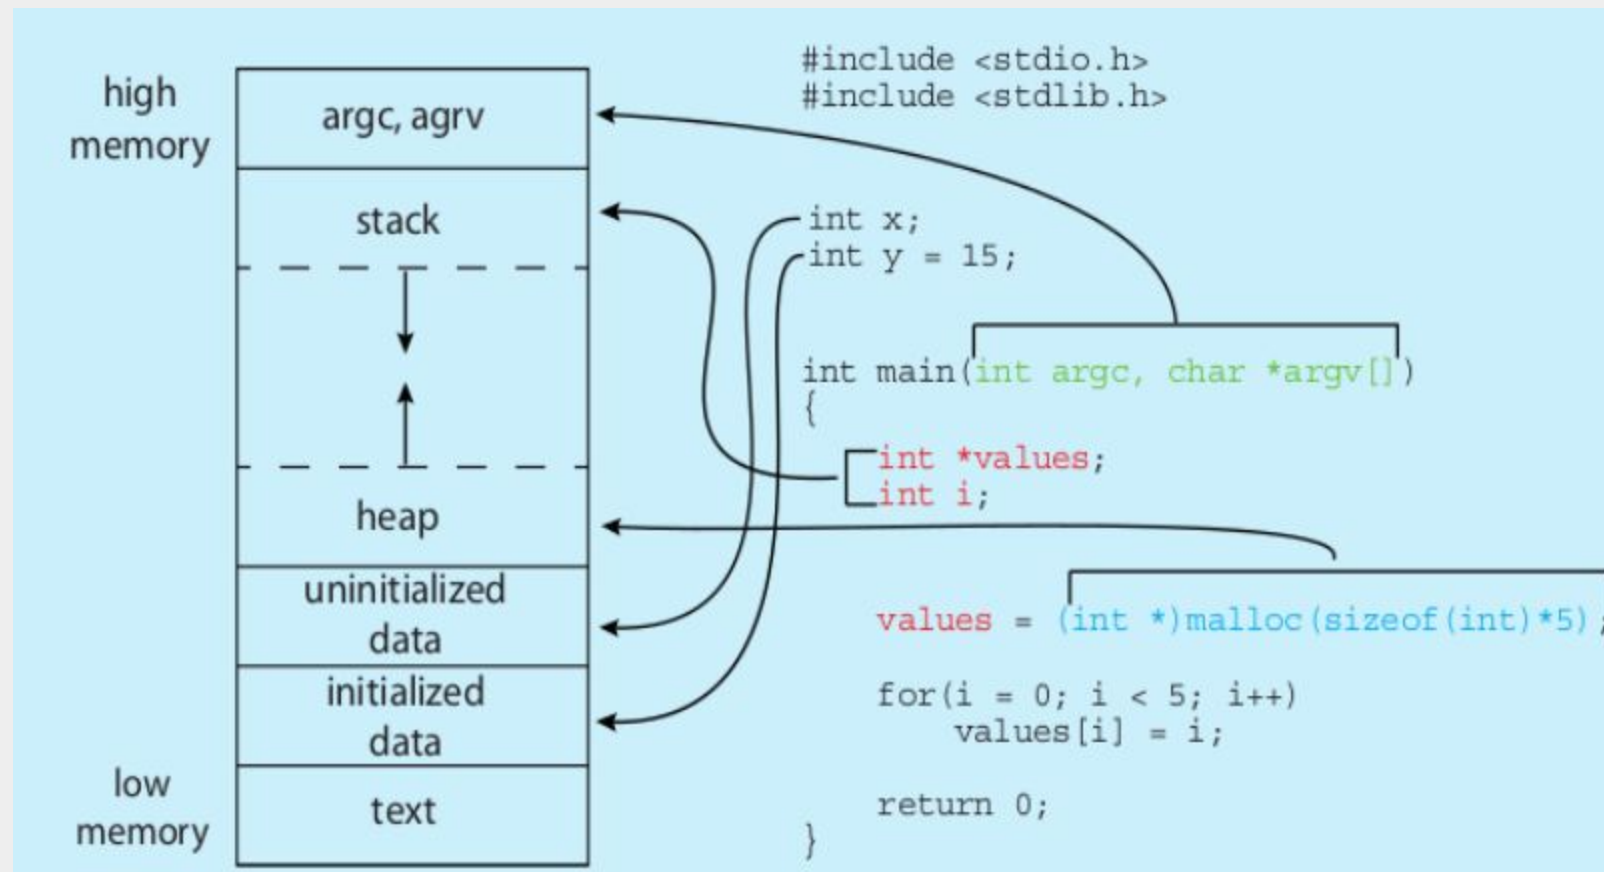 high
memory
argc, agrv
stack
heap
uninitialized
data
initialized
data
low
memory
text
#include <stdio.h>
#include <stdlib.h>
int x;
int y = 15;
int main(int argc, char *argv[])
{
int *values;
int i;
values = (int *)malloc(sizeof(int)*5);
for(i = 0; i < 5; i++)
values[i] = i;
return 0;
}